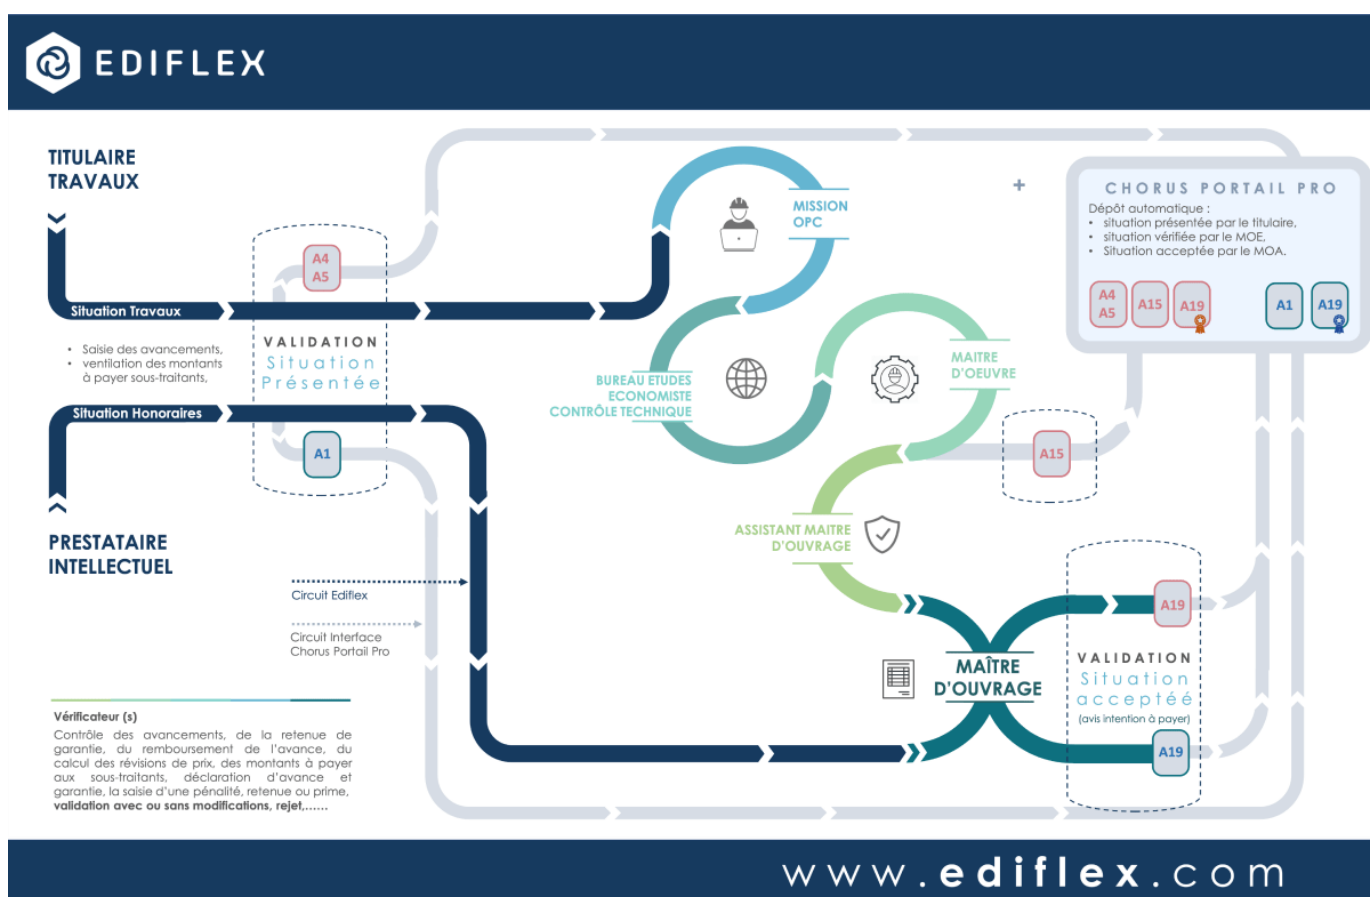 EDIFLEX
TITULAIRE
TRAVAUX
A4
A5
Situation Travaux
• Saisie des avancements,
• ventilation des montants
à payer sous-traitants,
VALIDATION
Situation
Présentée
Situation Honoraires
A1
PRESTATAIRE
INTELLECTUEL
Circuit Ediflex
Circuit Interface
Chorus Portail Pro
MISSION
OPC
BUREAU ETUDES
ECONOMISTE
CONTRÔLE TECHNIQUE
MAITRE
D'OEUVRE
ASSISTANT MAITRE
D'OUVRAGE
+
CHORUS PORTAIL PRO
Dépôt automatique :
• situation présentée par le titulaire,
• situation vérifiée par le MOE,
• Situation acceptée par le MOA.
A4
A5
A15
A19
A1
A19
A15
MAÎTRE
D'OUVRAGE
A19
VALIDATION
Situation
acceptéé
(avis intention à payer)
A19
Vérificateur (s)
Contrôle des avancements, de la retenue de
garantie, du remboursement de l'avance, du
calcul des révisions de prix, des montants à payer
aux sous-traitants, déclaration d'avance et
garantie, la saisie d'une pénalité, retenue ou prime,
validation avec ou sans modifications, rejet,......
www.ediflex.com